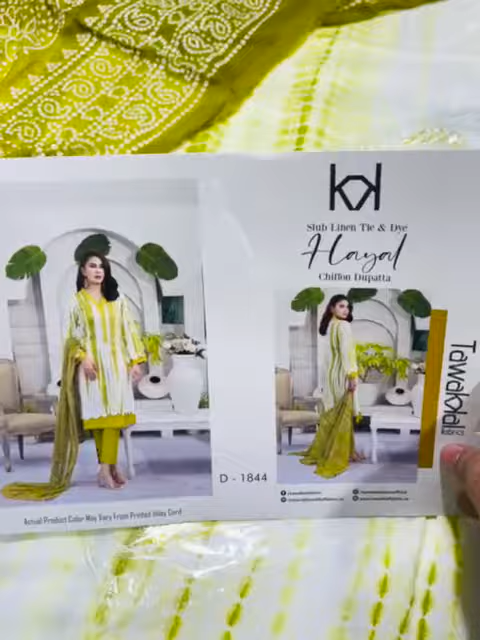 Slub Linen Tie & Dye
Hayal
Chiffon Dupatta
Tawakkal
fabrics
D - 1844
Actual Product Color May Vary From Printed Inlay Card